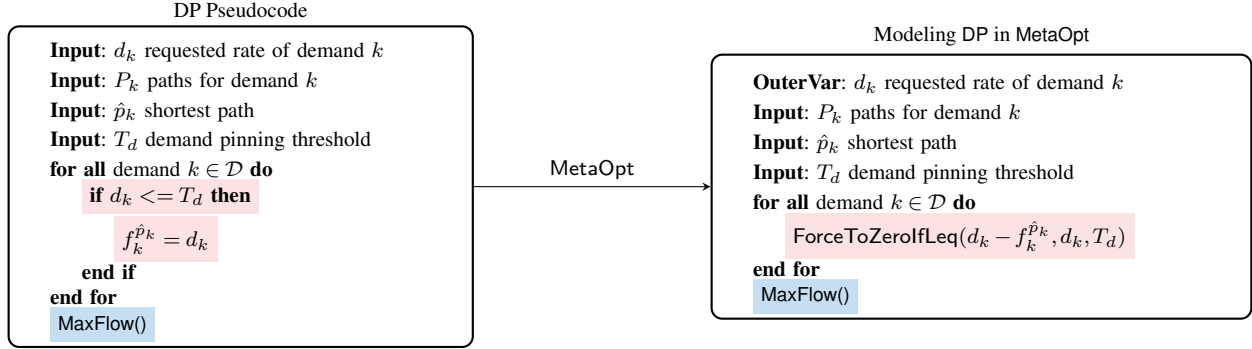 DP Pseudocode
Input: d_k requested rate of demand k
Input: P_k paths for demand k
Input: p̂_k shortest path
Input: T_d demand pinning threshold
for all demand k ∈ 𝒟 do
if d_k <= T_d then
f_k^{p̂_k} = d_k
end if
end for
MaxFlow()
MetaOpt
Modeling DP in MetaOpt
OuterVar: d_k requested rate of demand k
Input: P_k paths for demand k
Input: p̂_k shortest path
Input: T_d demand pinning threshold
for all demand k ∈ 𝒟 do
ForceToZeroIfLeq(d_k − f_k^{p̂_k}, d_k, T_d)
end for
MaxFlow()